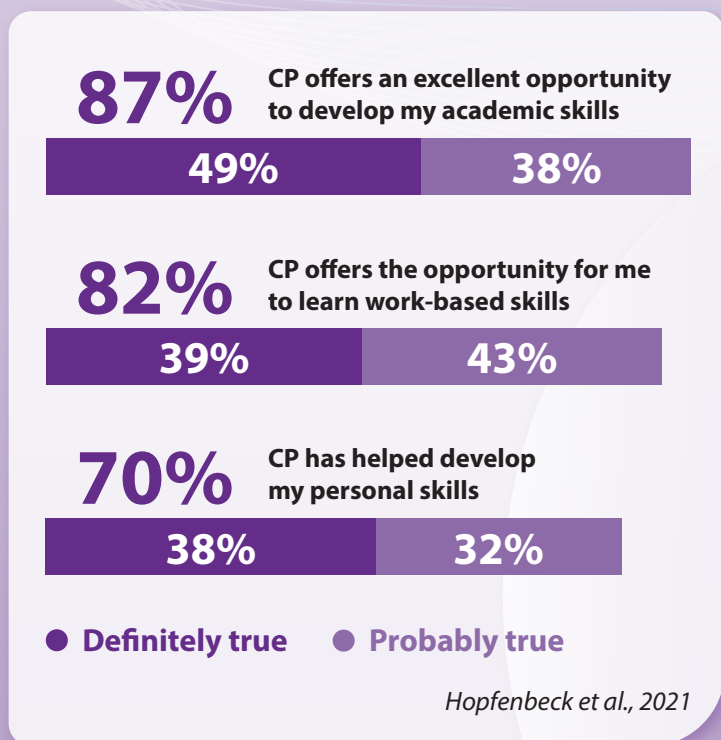 87%
CP offers an excellent opportunity
to develop my academic skills
49%
38%
82%
CP offers the opportunity for me
to learn work-based skills
39%
43%
70%
CP has helped develop
my personal skills
38%
32%
Definitely true
Probably true
Hopfenbeck et al., 2021